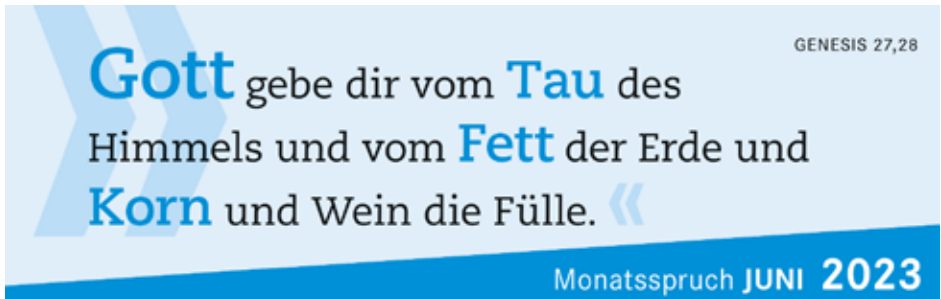 GENESIS 27,28
Gott gebe dir vom Tau des
Himmels und vom Fett der Erde und
Korn und Wein die Fülle. «
Monatsspruch JUNI 2023